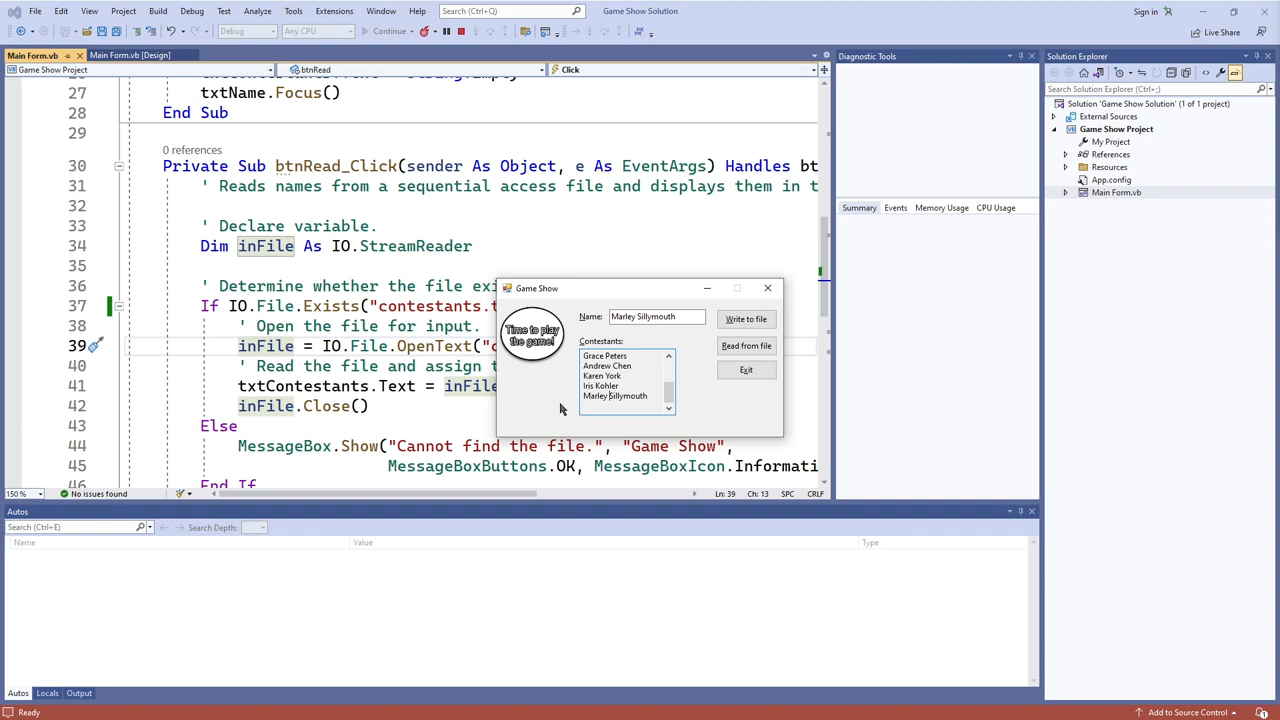 File Edit View Project Build Debug Test Analyze Tools Extensions Window Help Search (Ctrl+Q) Game Show Solution Sign in
Debug Any CPU Continue Live Share
Main Form.vb Main Form.vb [Design] Diagnostic Tools Solution Explorer
Game Show Project btnRead Click
Search Solution Explorer (Ctrl+;)
Solution 'Game Show Solution' (1 of 1 project)
External Sources
Game Show Project
My Project
References
Resources
App.config
Main Form.vb
27 txtName.Focus()
28 End Sub
29
0 references
30 Private Sub btnRead_Click(sender As Object, e As EventArgs) Handles bt
31 ' Reads names from a sequential access file and displays them in t
32
33 ' Declare variable.
34 Dim inFile As IO.StreamReader
35
36 ' Determine whether the file exi
37 If IO.File.Exists("contestants.t
38 ' Open the file for input.
39 inFile = IO.File.OpenText("c
40 ' Read the file and assign t
41 txtContestants.Text = inFile
42 inFile.Close()
43 Else
44 MessageBox.Show("Cannot find the file.", "Game Show",
45 MessageBoxButtons.OK, MessageBoxIcon.Informati
46 End If
Game Show
Time to play
the game!
Name: Marley Sillymouth
Contestants:
Grace Peters
Andrew Chen
Karen York
Iris Kohler
Marley Sillymouth
Write to file
Read from file
Exit
Summary Events Memory Usage CPU Usage
150 % No issues found Ln: 39 Ch: 13 SPC CRLF
Autos
Search (Ctrl+E) Search Depth:
Name Value Type
Autos Locals Output
Ready Add to Source Control 1